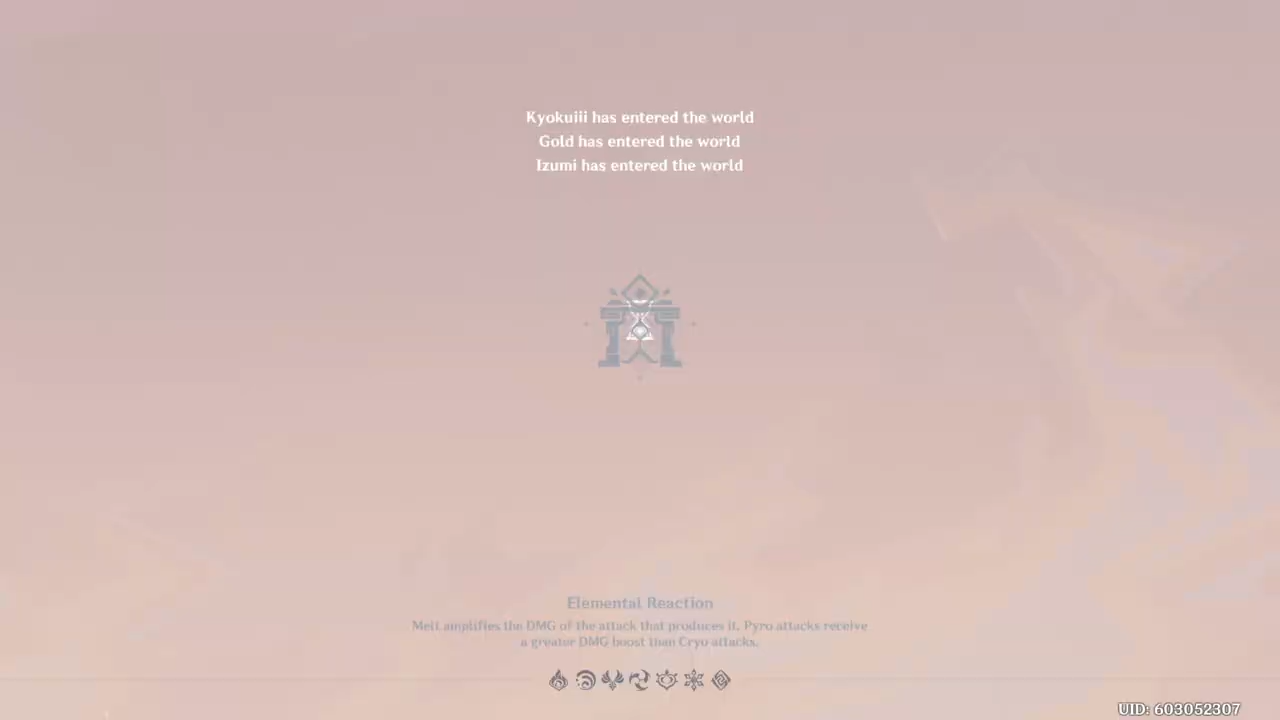 Kyokuiii has entered the world
Gold has entered the world
Izumi has entered the world
Elemental Reaction
Melt amplifies the DMG of the attack that produces it. Pyro attacks receive
a greater DMG boost than Cryo attacks.
UID: 603052307